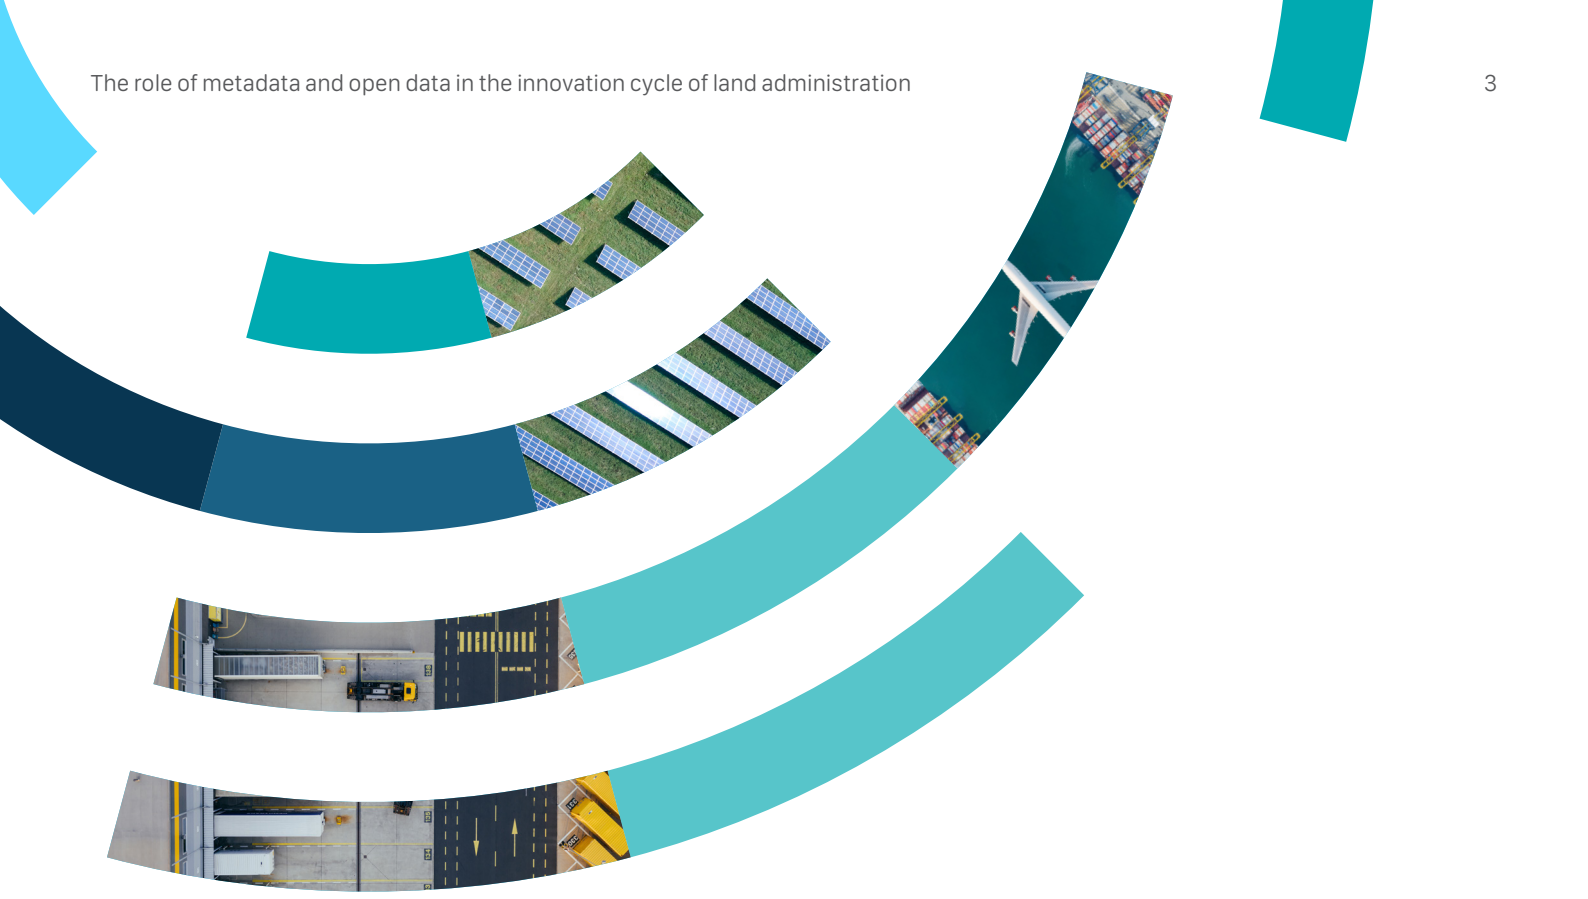 The role of metadata and open data in the innovation cycle of land administration
3